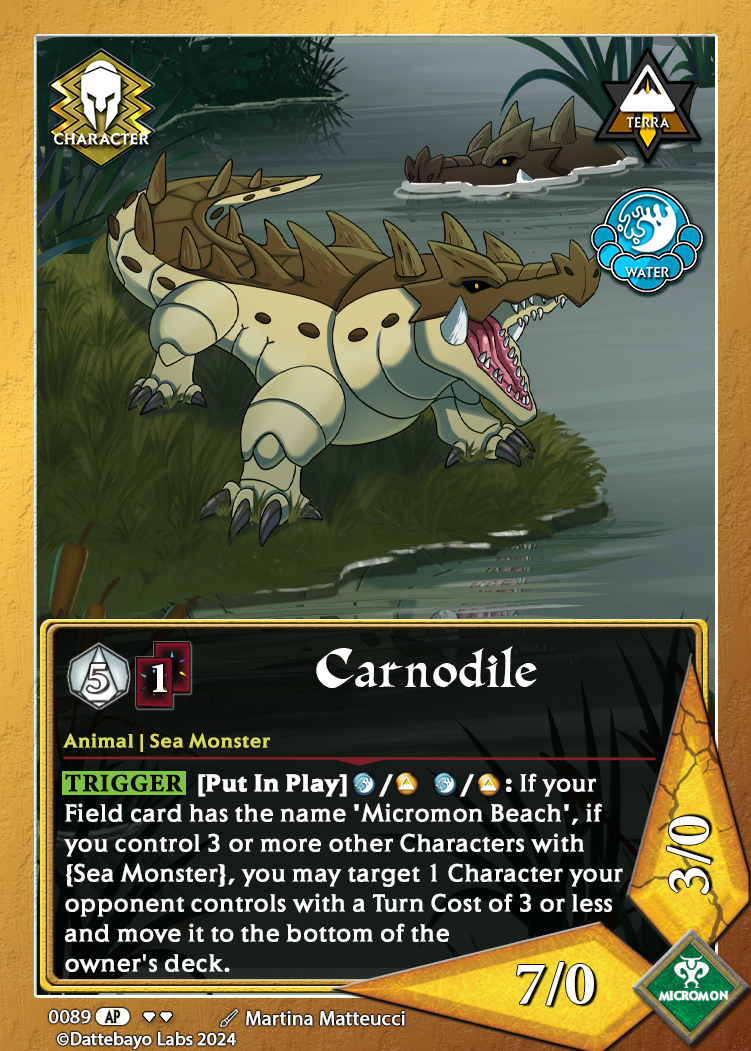 CHARACTER
TERRA
WATER
5
1
Carnodile
Animal | Sea Monster
TRIGGER [Put In Play] / / : If your
Field card has the name "Micromon Beach", if
you control 3 or more other Characters with
{Sea Monster}, you may target 1 Character your
opponent controls with a Turn Cost of 3 or less
and move it to the bottom of the
owner's deck.
3/0
7/0
MICROMON
0089 AP
Martina Matteucci
©Dattebayo Labs 2024